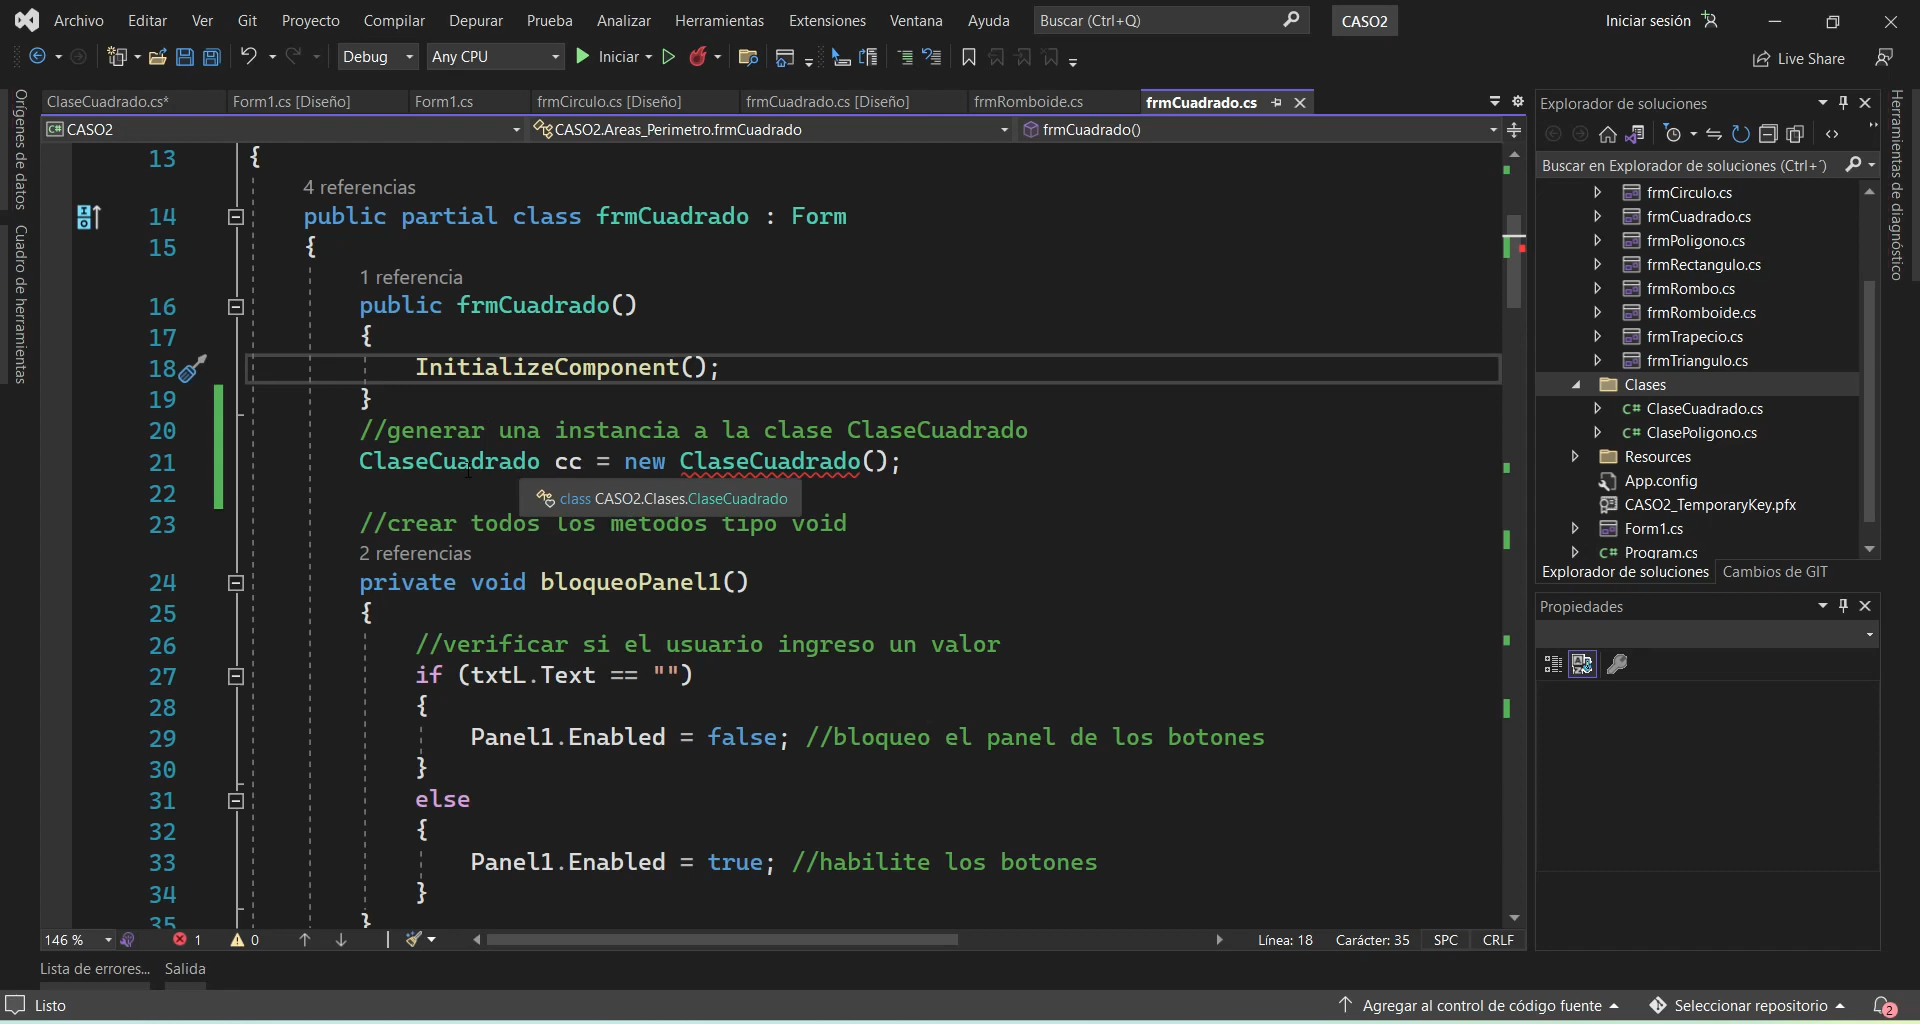 Archivo Editar Ver Git Proyecto Compilar Depurar Prueba Analizar Herramientas Extensiones Ventana Ayuda Buscar (Ctrl+Q) CASO2 Iniciar sesión
Debug Any CPU Iniciar Live Share
Orígenes de datos
Cuadro de herramientas
ClaseCuadrado.cs* Form1.cs [Diseño] Form1.cs frmCirculo.cs [Diseño] frmCuadrado.cs [Diseño] frmRomboide.cs frmCuadrado.cs
C# CASO2 CASO2.Areas_Perimetro.frmCuadrado frmCuadrado()
13 {
4 referencias
14 public partial class frmCuadrado : Form
15 {
1 referencia
16 public frmCuadrado()
17 {
18 InitializeComponent();
19 }
20 //generar una instancia a la clase ClaseCuadrado
21 ClaseCuadrado cc = new ClaseCuadrado();
22
class CASO2.Clases.ClaseCuadrado
23 //crear todos los metodos tipo void
2 referencias
24 private void bloqueoPanel1()
25 {
26 //verificar si el usuario ingreso un valor
27 if (txtL.Text == "")
28 {
29 Panel1.Enabled = false; //bloqueo el panel de los botones
30 }
31 else
32 {
33 Panel1.Enabled = true; //habilite los botones
34 }
35 }
146 % 1 0 Línea: 18 Carácter: 35 SPC CRLF
Lista de errores... Salida
Explorador de soluciones
Buscar en Explorador de soluciones (Ctrl+´)
frmCirculo.cs
frmCuadrado.cs
frmPoligono.cs
frmRectangulo.cs
frmRombo.cs
frmRomboide.cs
frmTrapecio.cs
frmTriangulo.cs
Clases
C# ClaseCuadrado.cs
C# ClasePoligono.cs
Resources
App.config
CASO2_TemporaryKey.pfx
Form1.cs
C# Program.cs
Explorador de soluciones Cambios de GIT
Propiedades
Herramientas de diagnóstico
Listo Agregar al control de código fuente Seleccionar repositorio 2